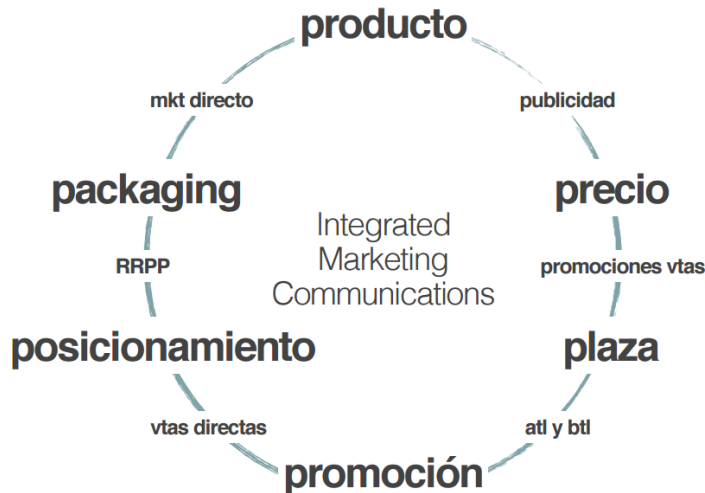 producto
mkt directo
publicidad
packaging
precio
Integrated
Marketing
Communications
RRPP
promociones vtas
posicionamiento
plaza
vtas directas
atl y btl
promoción